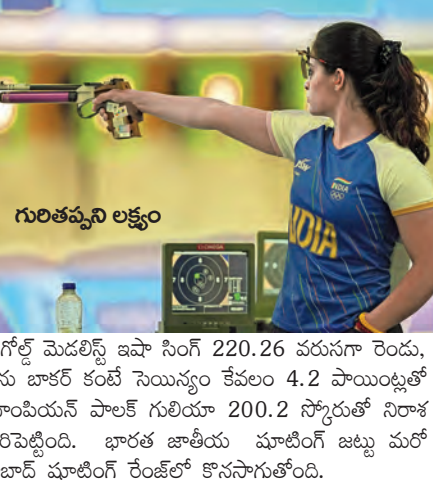 గురితప్పని లక్ష్యం
INDIA
INDIA
గోల్డ్ మెడలిస్ట్ ఇషా సింగ్ 220.26 వరుసగా రెండు,
ను బాకర్ కంటే సెయిన్యం కేవలం 4.2 పాయింట్లతో
ాంపియన్ పాలక్ గులియా 200.2 స్కోరుతో నిరాశ
రిపెట్టింది. భారత జాతీయ షూటింగ్ జట్టు మరో
బాద్ షూటింగ్ రేంజ్‌లో కొనసాగుతోంది.